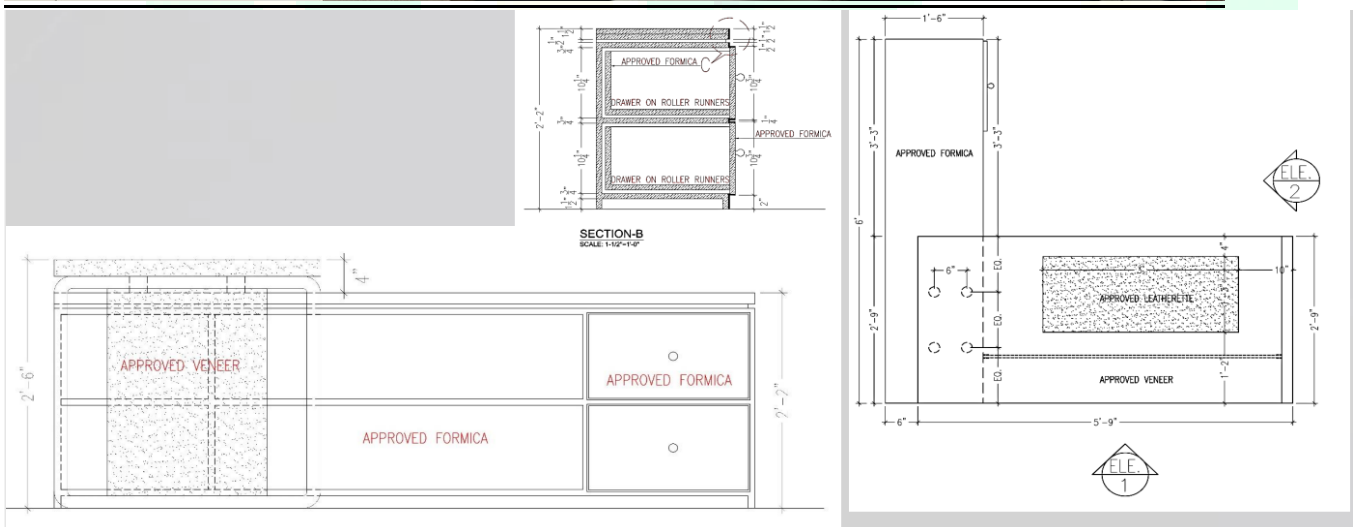 APPROVED FORMICA
C
DRAWER ON ROLLER RUNNERS
APPROVED FORMICA
DRAWER ON ROLLER RUNNERS
2'-2"
2"
SECTION-B
SCALE: 1-1/2"=1'-0"
4"
2'-6"
APPROVED VENEER
APPROVED FORMICA
APPROVED FORMICA
2'-2"
1'-6"
3'-3"
3'-3"
APPROVED FORMICA
ELE.
2
6'
4"
6"
EQ.
10"
APPROVED LEATHERETTE
2'-9"
EQ.
2'-9"
EQ.
1'-2"
APPROVED VENEER
6"
5'-9"
ELE.
1